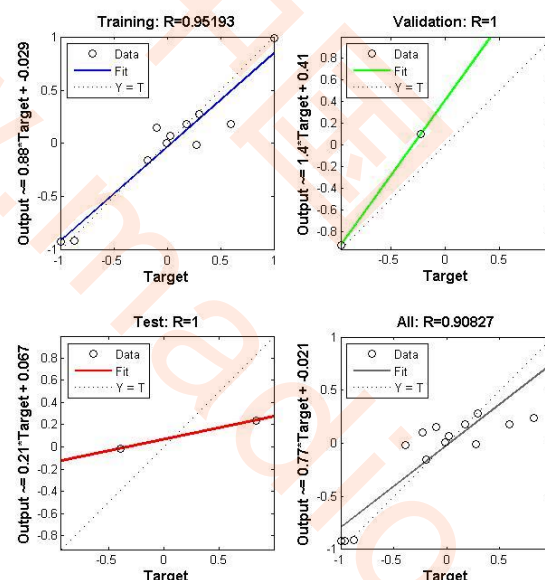 Training: R=0.95193
Output ~= 0.88*Target + -0.029
Data
Fit
Y = T
1
0.5
0
-0.5
-1
-1
-0.5
0
0.5
1
Target
Validation: R=1
Output ~= 1.4*Target + 0.41
Data
Fit
Y = T
0.8
0.6
0.4
0.2
0
-0.2
-0.4
-0.6
-0.8
-0.5
0
0.5
Target
Test: R=1
Output ~= 0.21*Target + 0.067
Data
Fit
Y = T
0.8
0.6
0.4
0.2
0
-0.2
-0.4
-0.6
-0.8
-0.5
0
0.5
Target
All: R=0.90827
Output ~= 0.77*Target + -0.021
Data
Fit
Y = T
1
0.5
0
-0.5
-1
-1
-0.5
0
0.5
Target